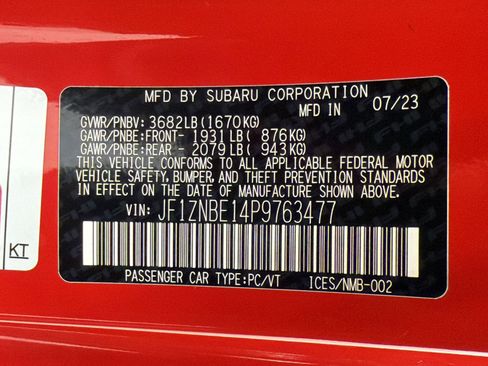 MFD BY SUBARU CORPORATION
MFD IN 07/23
GVWR/PNBV: 3682LB(1670KG)
GAWR/PNBE:FRONT- 1931LB( 876KG)
GAWR/PNBE:REAR - 2079LB( 943KG)
THIS VEHICLE CONFORMS TO ALL APPLICABLE FEDERAL MOTOR
VEHICLE SAFETY, BUMPER, AND THEFT PREVENTION STANDARDS
IN EFFECT ON THE DATE OF MANUFACTURE SHOWN ABOVE.
VIN: JF1ZNBE14P9763477
PASSENGER CAR TYPE:PC/VT ICES/NMB-002
KT